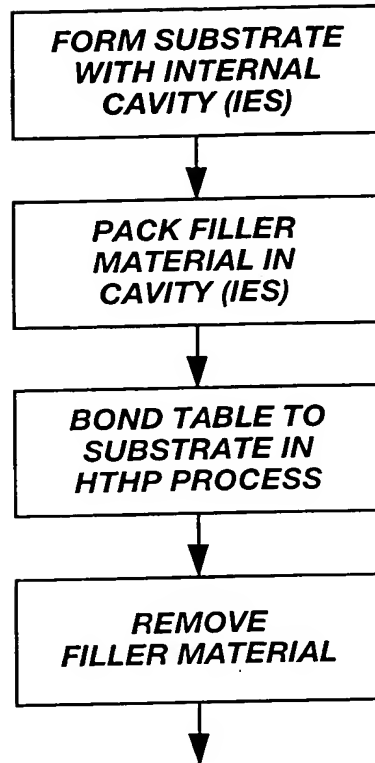 FORM SUBSTRATE
WITH INTERNAL
CAVITY (IES)
PACK FILLER
MATERIAL IN
CAVITY (IES)
BOND TABLE TO
SUBSTRATE IN
HTHP PROCESS
REMOVE
FILLER MATERIAL